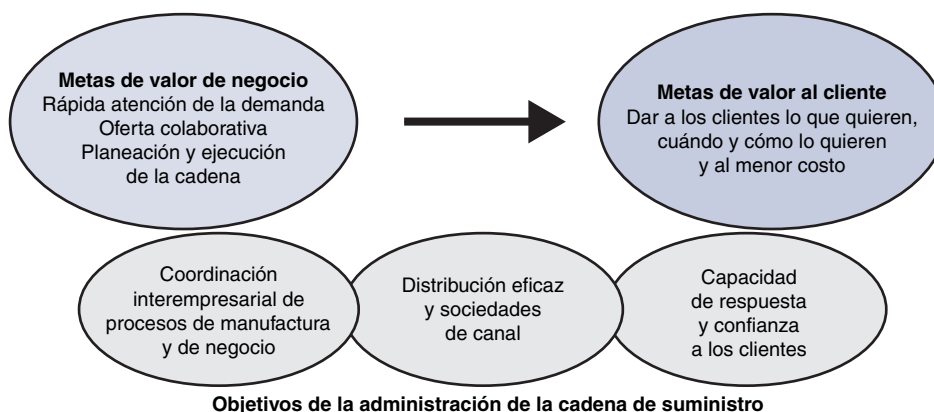 Metas de valor de negocio
Rápida atención de la demanda
Oferta colaborativa
Planeación y ejecución
de la cadena
Metas de valor al cliente
Dar a los clientes lo que quieren,
cuándo y cómo lo quieren
y al menor costo
Coordinación
interempresarial de
procesos de manufactura
y de negocio
Distribución eficaz
y sociedades
de canal
Capacidad
de respuesta
y confianza
a los clientes
Objetivos de la administración de la cadena de suministro